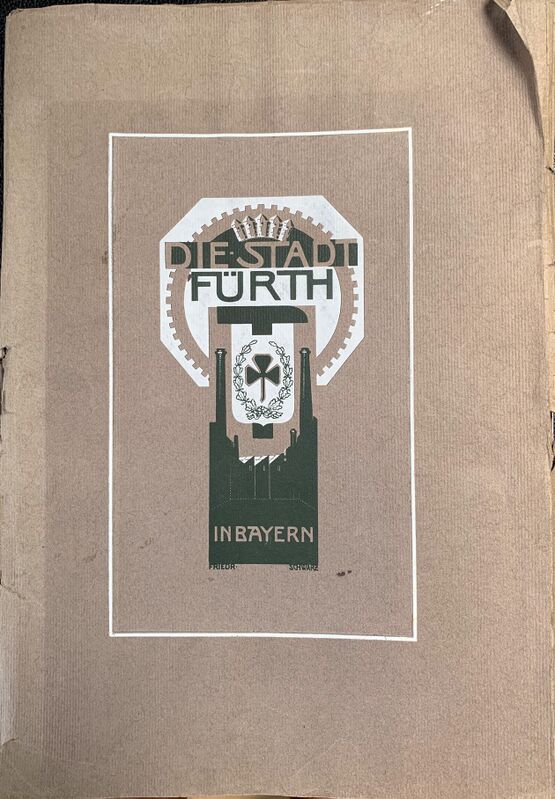 DIE·STADT
FÜRTH
IN BAYERN
FRIEDR· SCHWARZ